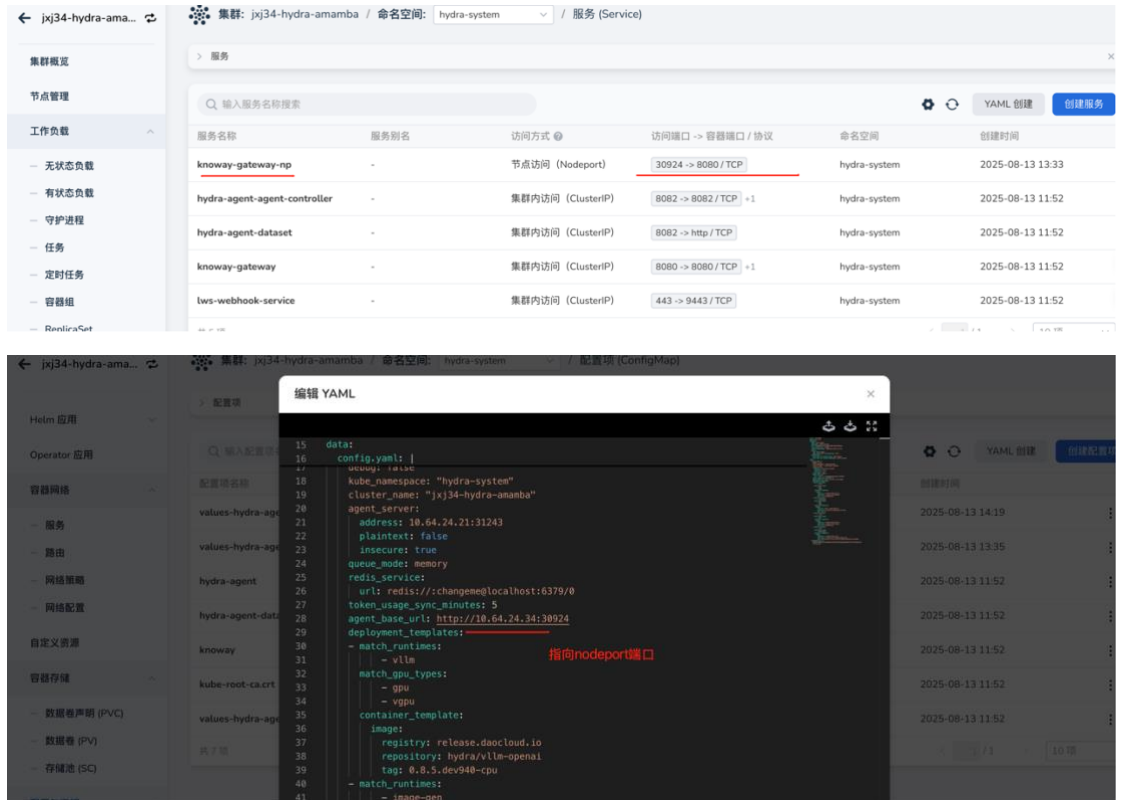 jxj34-hydra-ama...
集群: jxj34-hydra-amamba / 命名空间: hydra-system / 服务 (Service)
集群概览
节点管理
工作负载
无状态负载
有状态负载
守护进程
任务
定时任务
容器组
ReplicaSet
服务
输入服务名称搜索
YAML 创建
创建服务
服务名称 服务别名 访问方式 访问端口 -> 容器端口 / 协议 命名空间 创建时间
knoway-gateway-np - 节点访问 (Nodeport) 30924 -> 8080 / TCP hydra-system 2025-08-13 13:33
hydra-agent-agent-controller - 集群内访问 (ClusterIP) 8082 -> 8082 / TCP +1 hydra-system 2025-08-13 11:52
hydra-agent-dataset - 集群内访问 (ClusterIP) 8082 -> http / TCP hydra-system 2025-08-13 11:52
knoway-gateway - 集群内访问 (ClusterIP) 8080 -> 8080 / TCP +1 hydra-system 2025-08-13 11:52
lws-webhook-service - 集群内访问 (ClusterIP) 443 -> 9443 / TCP hydra-system 2025-08-13 11:52
jxj34-hydra-ama...
集群: jxj34-hydra-amamba / 命名空间: hydra-system / 配置项 (ConfigMap)
Helm 应用
Operator 应用
容器网络
服务
路由
网络策略
网络配置
自定义资源
容器存储
数据卷声明 (PVC)
数据卷 (PV)
存储池 (SC)
配置项
YAML 创建
创建配置项
配置项名称
创建时间
values-hydra-age 2025-08-13 14:19
values-hydra-age 2025-08-13 13:35
hydra-agent 2025-08-13 11:52
hydra-agent-data 2025-08-13 11:52
knoway 2025-08-13 11:52
kube-root-ca.crt 2025-08-13 11:52
values-hydra-age 2025-08-13 11:52
共 7 项
1 / 1
10 项
编辑 YAML
15 data:
16 config.yaml: |
17 debug: false
18 kube_namespace: "hydra-system"
19 cluster_name: "jxj34-hydra-amamba"
20 agent_server:
21 address: 10.64.24.21:31243
22 plaintext: false
23 insecure: true
24 queue_mode: memory
25 redis_service:
26 url: redis://:changeme@localhost:6379/0
27 token_usage_sync_minutes: 5
28 agent_base_url: http://10.64.24.34:30924
29 deployment_templates:
30 - match_runtimes:
31 - vllm
32 match_gpu_types:
33 - gpu
34 - vgpu
35 container_template:
36 image:
37 registry: release.daocloud.io
38 repository: hydra/vllm-openai
39 tag: 0.8.5.dev940-cpu
40 - match_runtimes:
41 - image-gen
指向nodeport端口